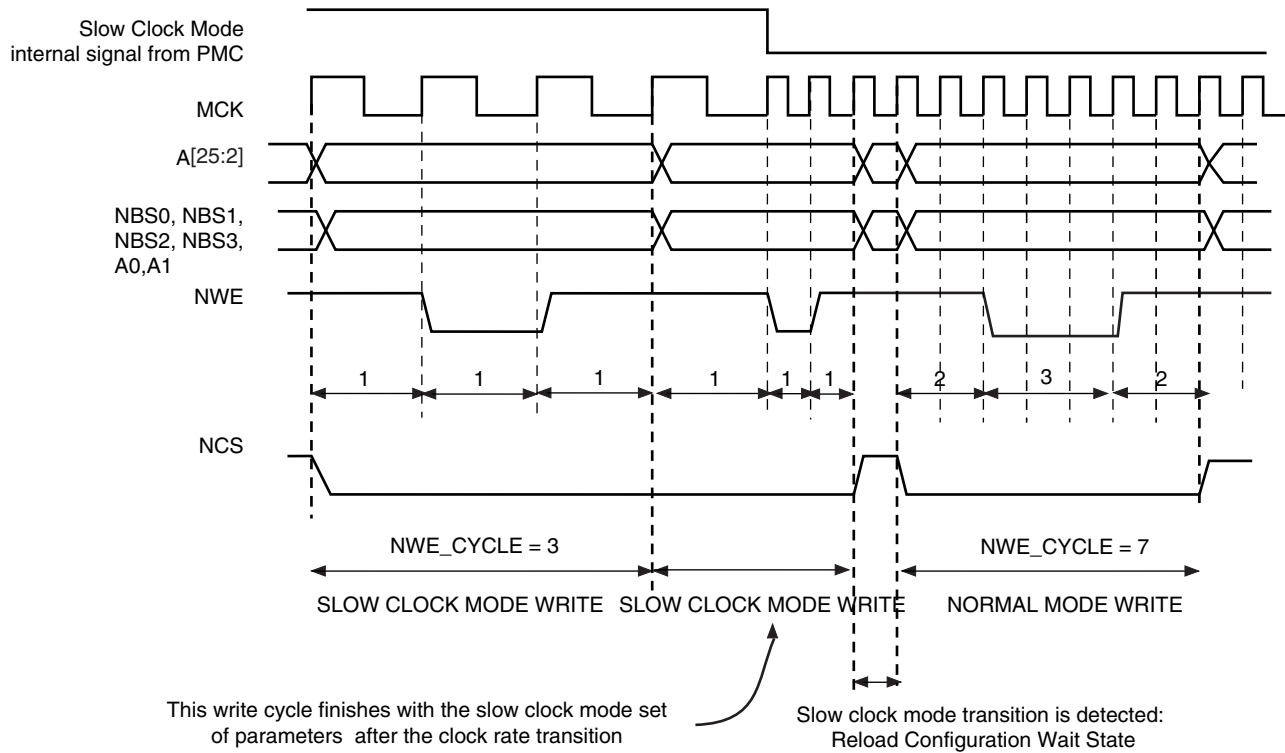 Slow Clock Mode
internal signal from PMC
MCK
A[25:2]
NBS0, NBS1,
NBS2, NBS3,
A0,A1
NWE
1 1 1 1 1 1 2 3 2
NCS
NWE_CYCLE = 3 NWE_CYCLE = 7
SLOW CLOCK MODE WRITE SLOW CLOCK MODE WRITE NORMAL MODE WRITE
This write cycle finishes with the slow clock mode set
of parameters after the clock rate transition
Slow clock mode transition is detected:
Reload Configuration Wait State